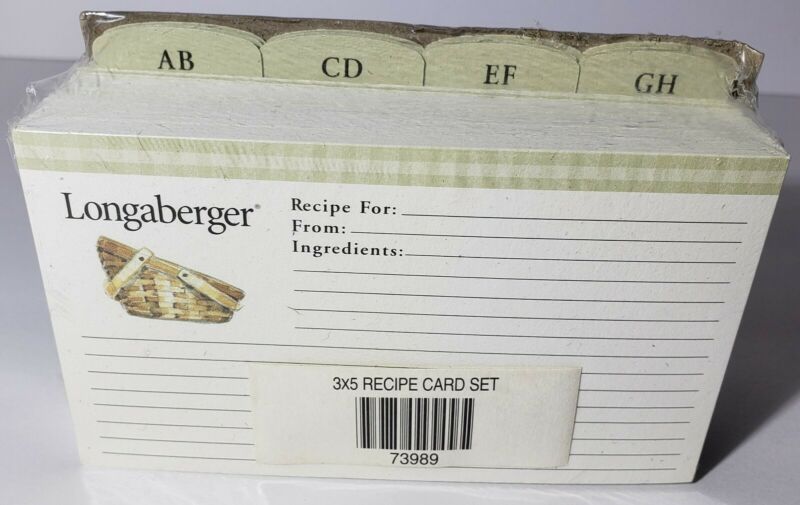 AB CD EF GH
Longaberger®
Recipe For:
From:
Ingredients:
3x5 RECIPE CARD SET
73989